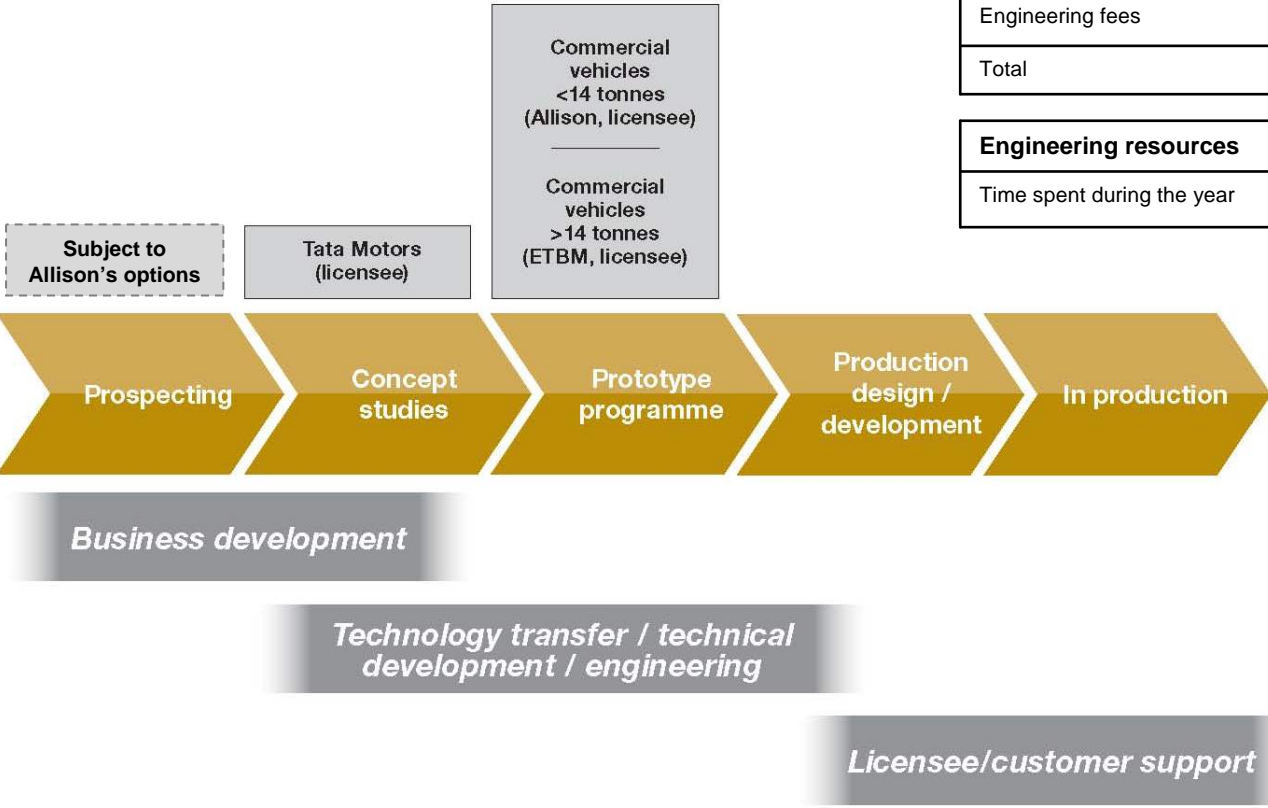 Engineering fees
Total
Engineering resources
Time spent during the year
Commercial
vehicles
<14 tonnes
(Allison, licensee)
Commercial
vehicles
>14 tonnes
(ETBM, licensee)
Subject to
Allison's options
Tata Motors
(licensee)
Prospecting
Concept
studies
Prototype
programme
Production
design /
development
In production
Business development
Technology transfer / technical
development / engineering
Licensee/customer support